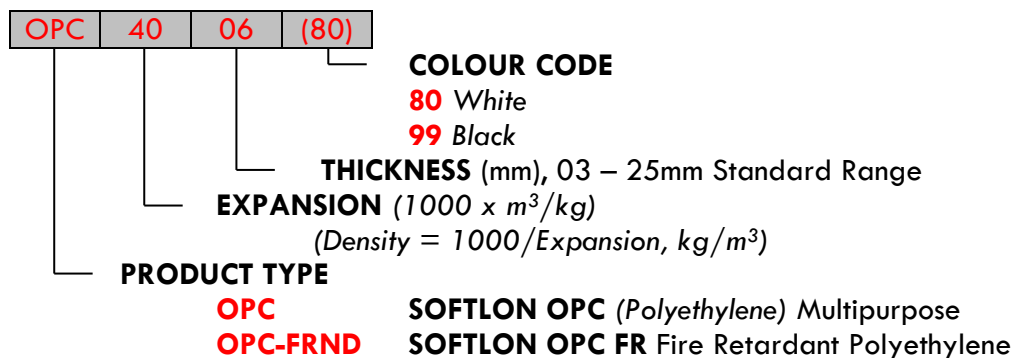 OPC 40 06 (80)
COLOUR CODE
80 White
99 Black
THICKNESS (mm), 03 – 25mm Standard Range
EXPANSION (1000 x m³/kg)
(Density = 1000/Expansion, kg/m³)
PRODUCT TYPE
OPC SOFTLON OPC (Polyethylene) Multipurpose
OPC-FRND SOFTLON OPC FR Fire Retardant Polyethylene